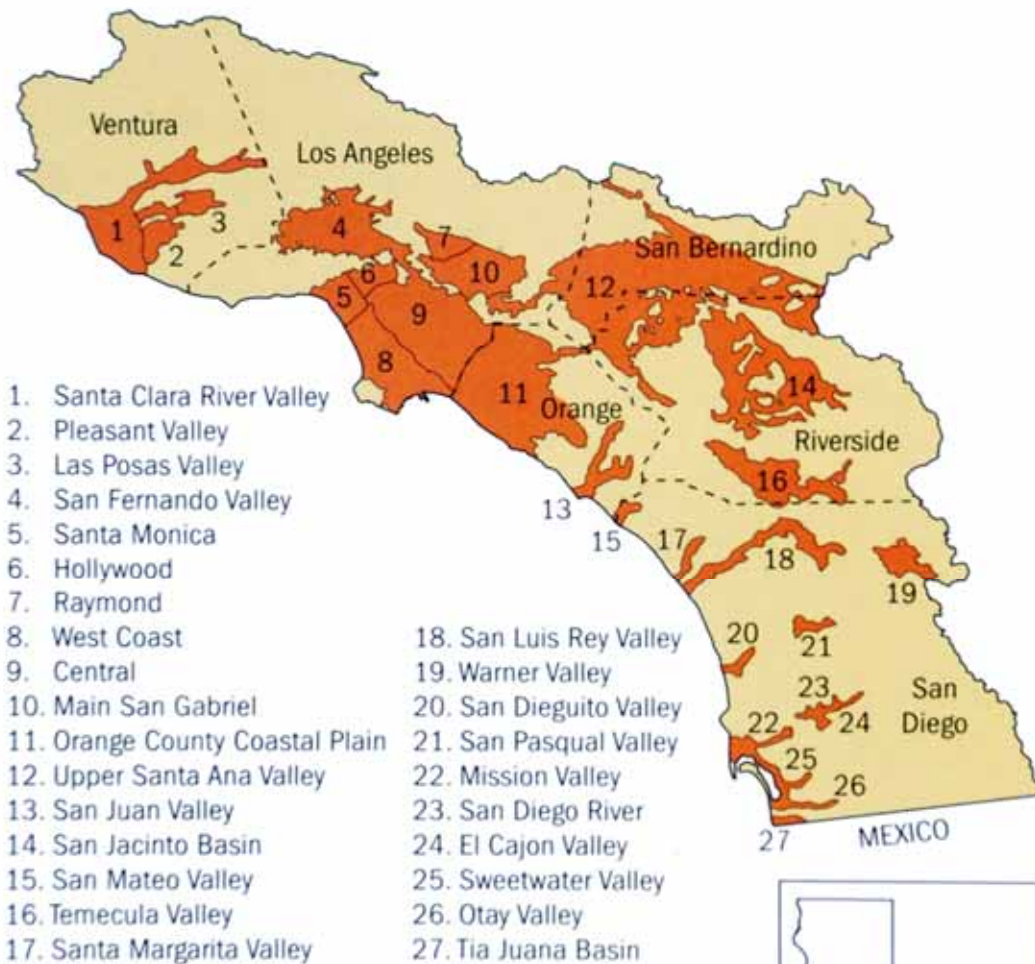 Ventura
Los Angeles
San Bernardino
Orange
Riverside
San
Diego
MEXICO
1
2
3
4
5
6
7
8
9
10
11
12
13
14
15
16
17
18
19
20
21
22
23
24
25
26
27
1. Santa Clara River Valley
2. Pleasant Valley
3. Las Posas Valley
4. San Fernando Valley
5. Santa Monica
6. Hollywood
7. Raymond
8. West Coast
9. Central
10. Main San Gabriel
11. Orange County Coastal Plain
12. Upper Santa Ana Valley
13. San Juan Valley
14. San Jacinto Basin
15. San Mateo Valley
16. Temecula Valley
17. Santa Margarita Valley
18. San Luis Rey Valley
19. Warner Valley
20. San Dieguito Valley
21. San Pasqual Valley
22. Mission Valley
23. San Diego River
24. El Cajon Valley
25. Sweetwater Valley
26. Otay Valley
27. Tia Juana Basin